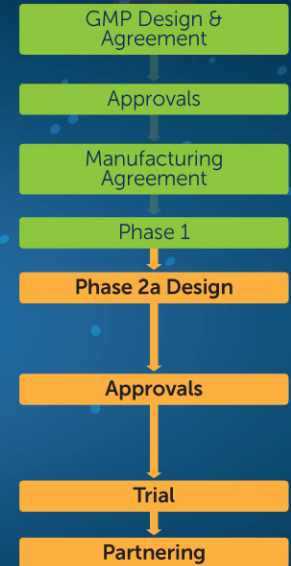 GMP Design &
Agreement
Approvals
Manufacturing
Agreement
Phase 1
Phase 2a Design
Approvals
Trial
Partnering